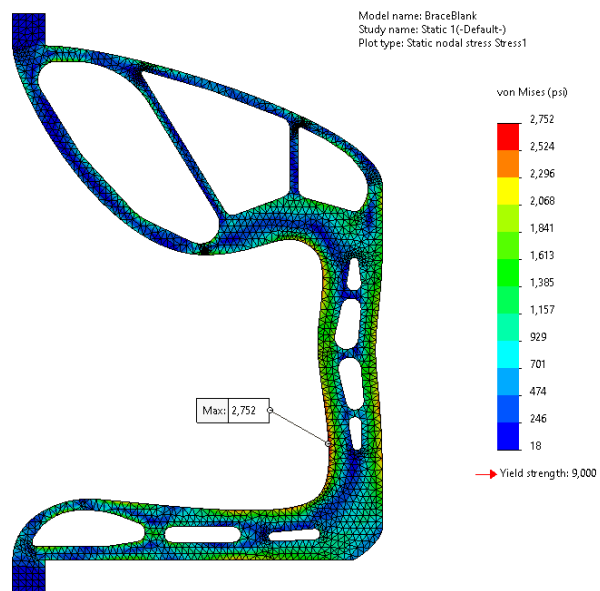 Model name: BraceBlank
Study name: Static 1(-Default-)
Plot type: Static nodal stress Stress1
von Mises (psi)
2,752
2,524
2,296
2,068
1,841
1,613
1,385
1,157
929
701
474
246
18
Max: 2,752
Yield strength: 9,000